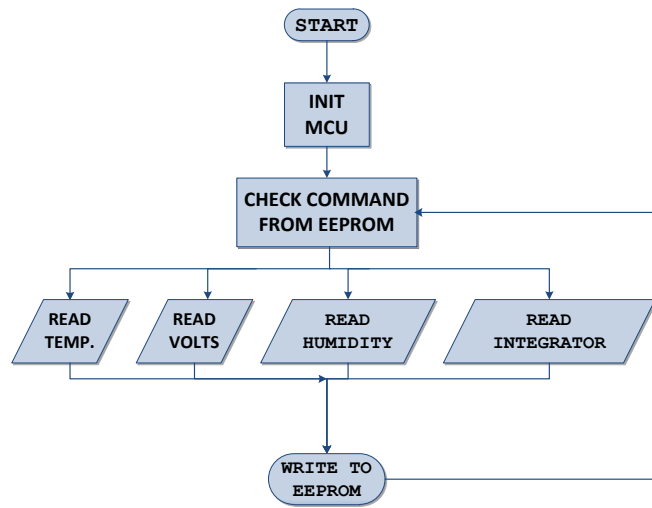 START
INIT
MCU
CHECK COMMAND
FROM EEPROM
READ
TEMP.
READ
VOLTS
READ
HUMIDITY
READ
INTEGRATOR
WRITE TO
EEPROM